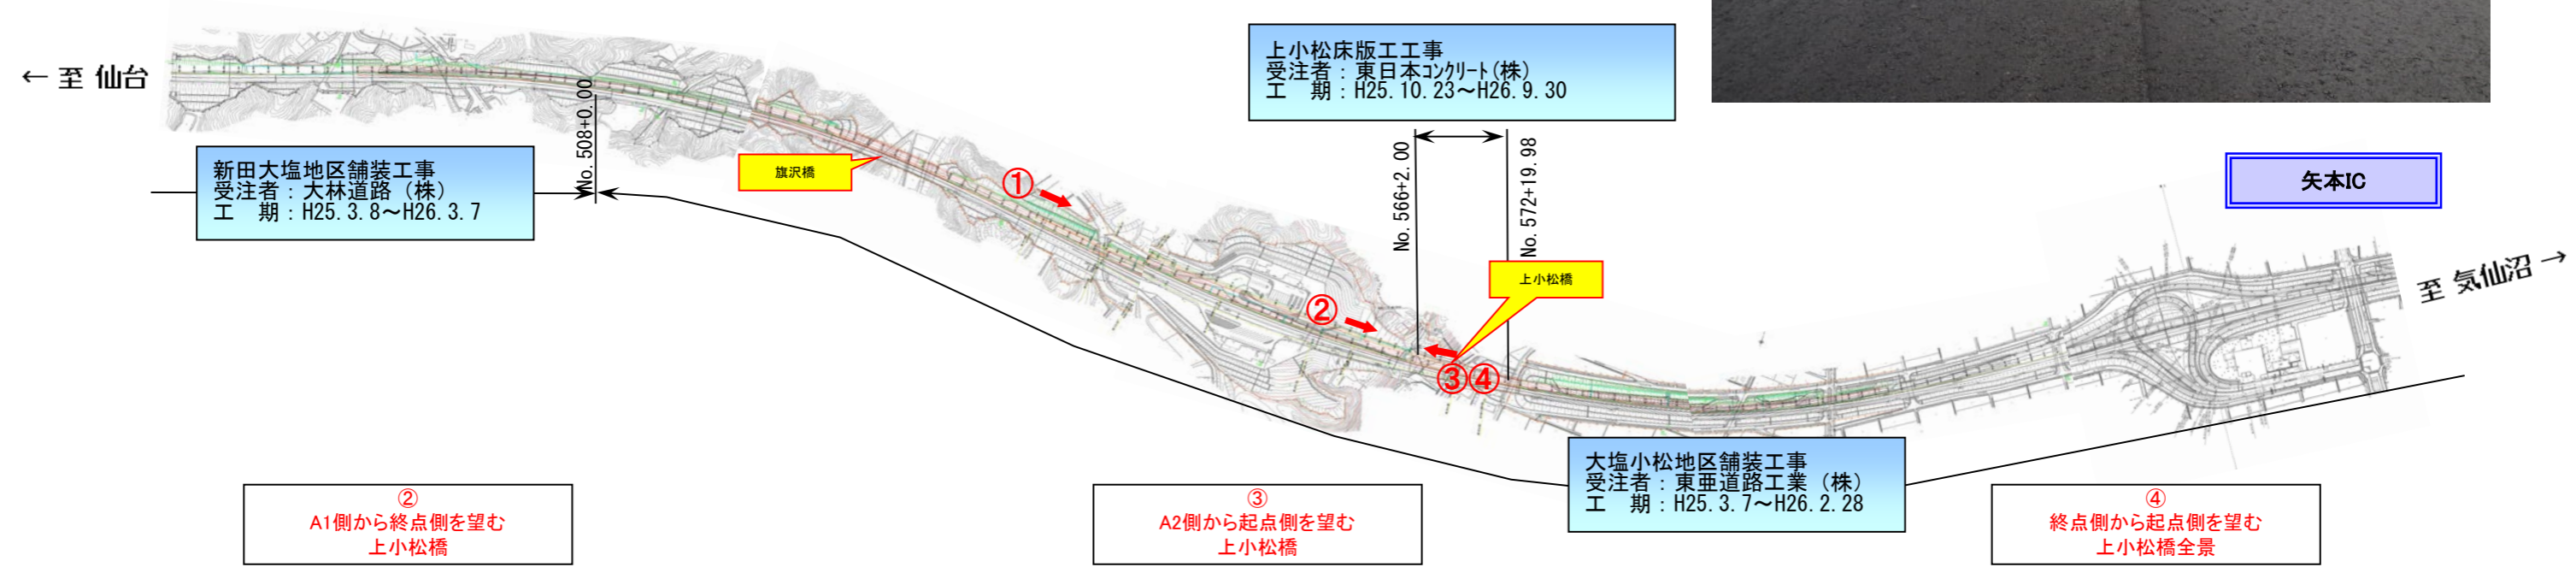 ← 至 仙台
新田大塩地区舗装工事
受注者：大林道路（株）
工　期：H25.3.8～H26.3.7
No.508+0.00
旗沢橋
①
上小松床版工工事
受注者：東日本コンクリート（株）
工　期：H25.10.23～H26.9.30
No.566+2.00
No.572+19.98
上小松橋
②
③④
矢本IC
至 気仙沼 →
大塩小松地区舗装工事
受注者：東亜道路工業（株）
工　期：H25.3.7～H26.2.28
②
A1側から終点側を望む
上小松橋
③
A2側から起点側を望む
上小松橋
④
終点側から起点側を望む
上小松橋全景